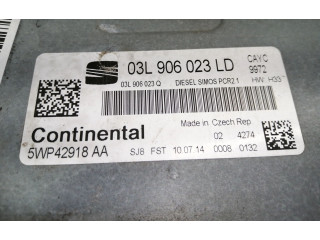 03L 906 023 LD CAYC
9972
03L 906 023 Q DIESEL SIMOS PCR2.1 HW: H33
Made in Czech Rep.
Continental 02 4274
5WP42918 AA SJ8 FST 10.07.14 0008 0132